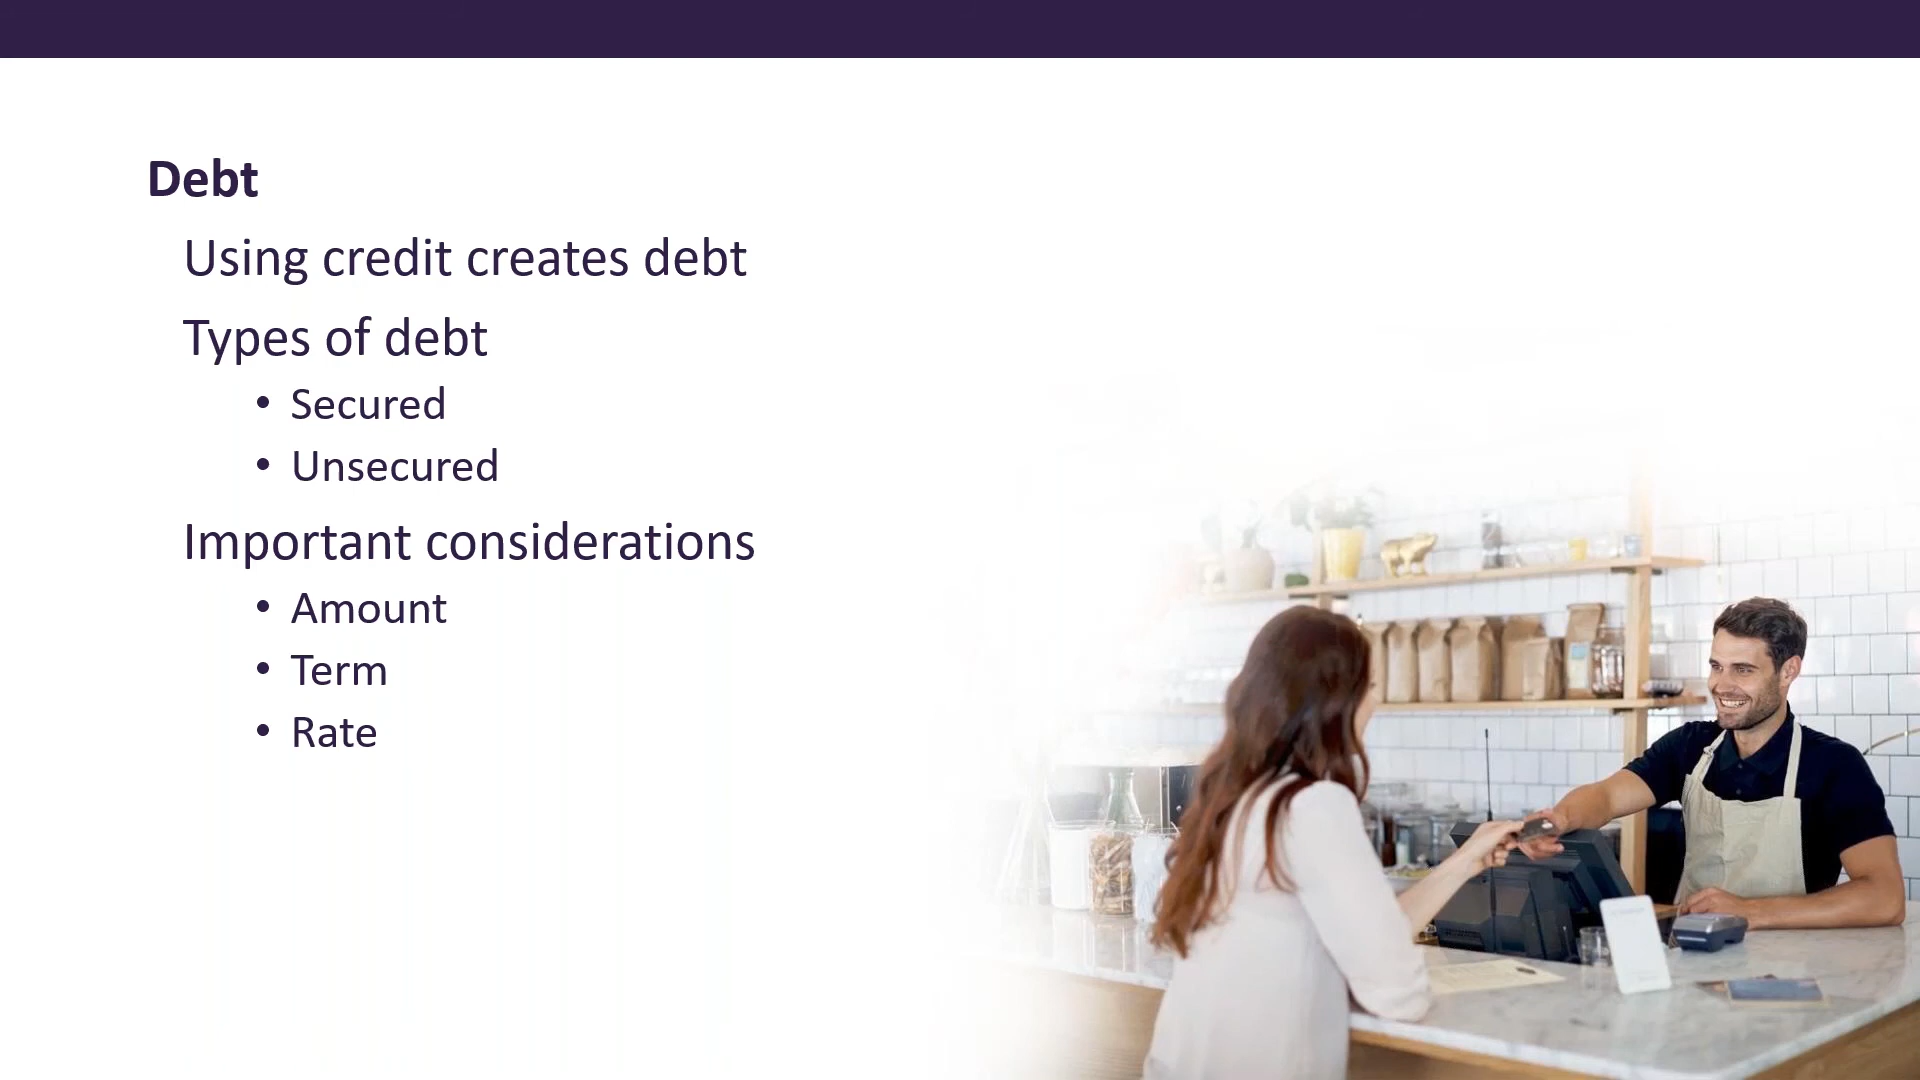 Debt
Using credit creates debt
Types of debt
• Secured
• Unsecured
Important considerations
• Amount
• Term
• Rate